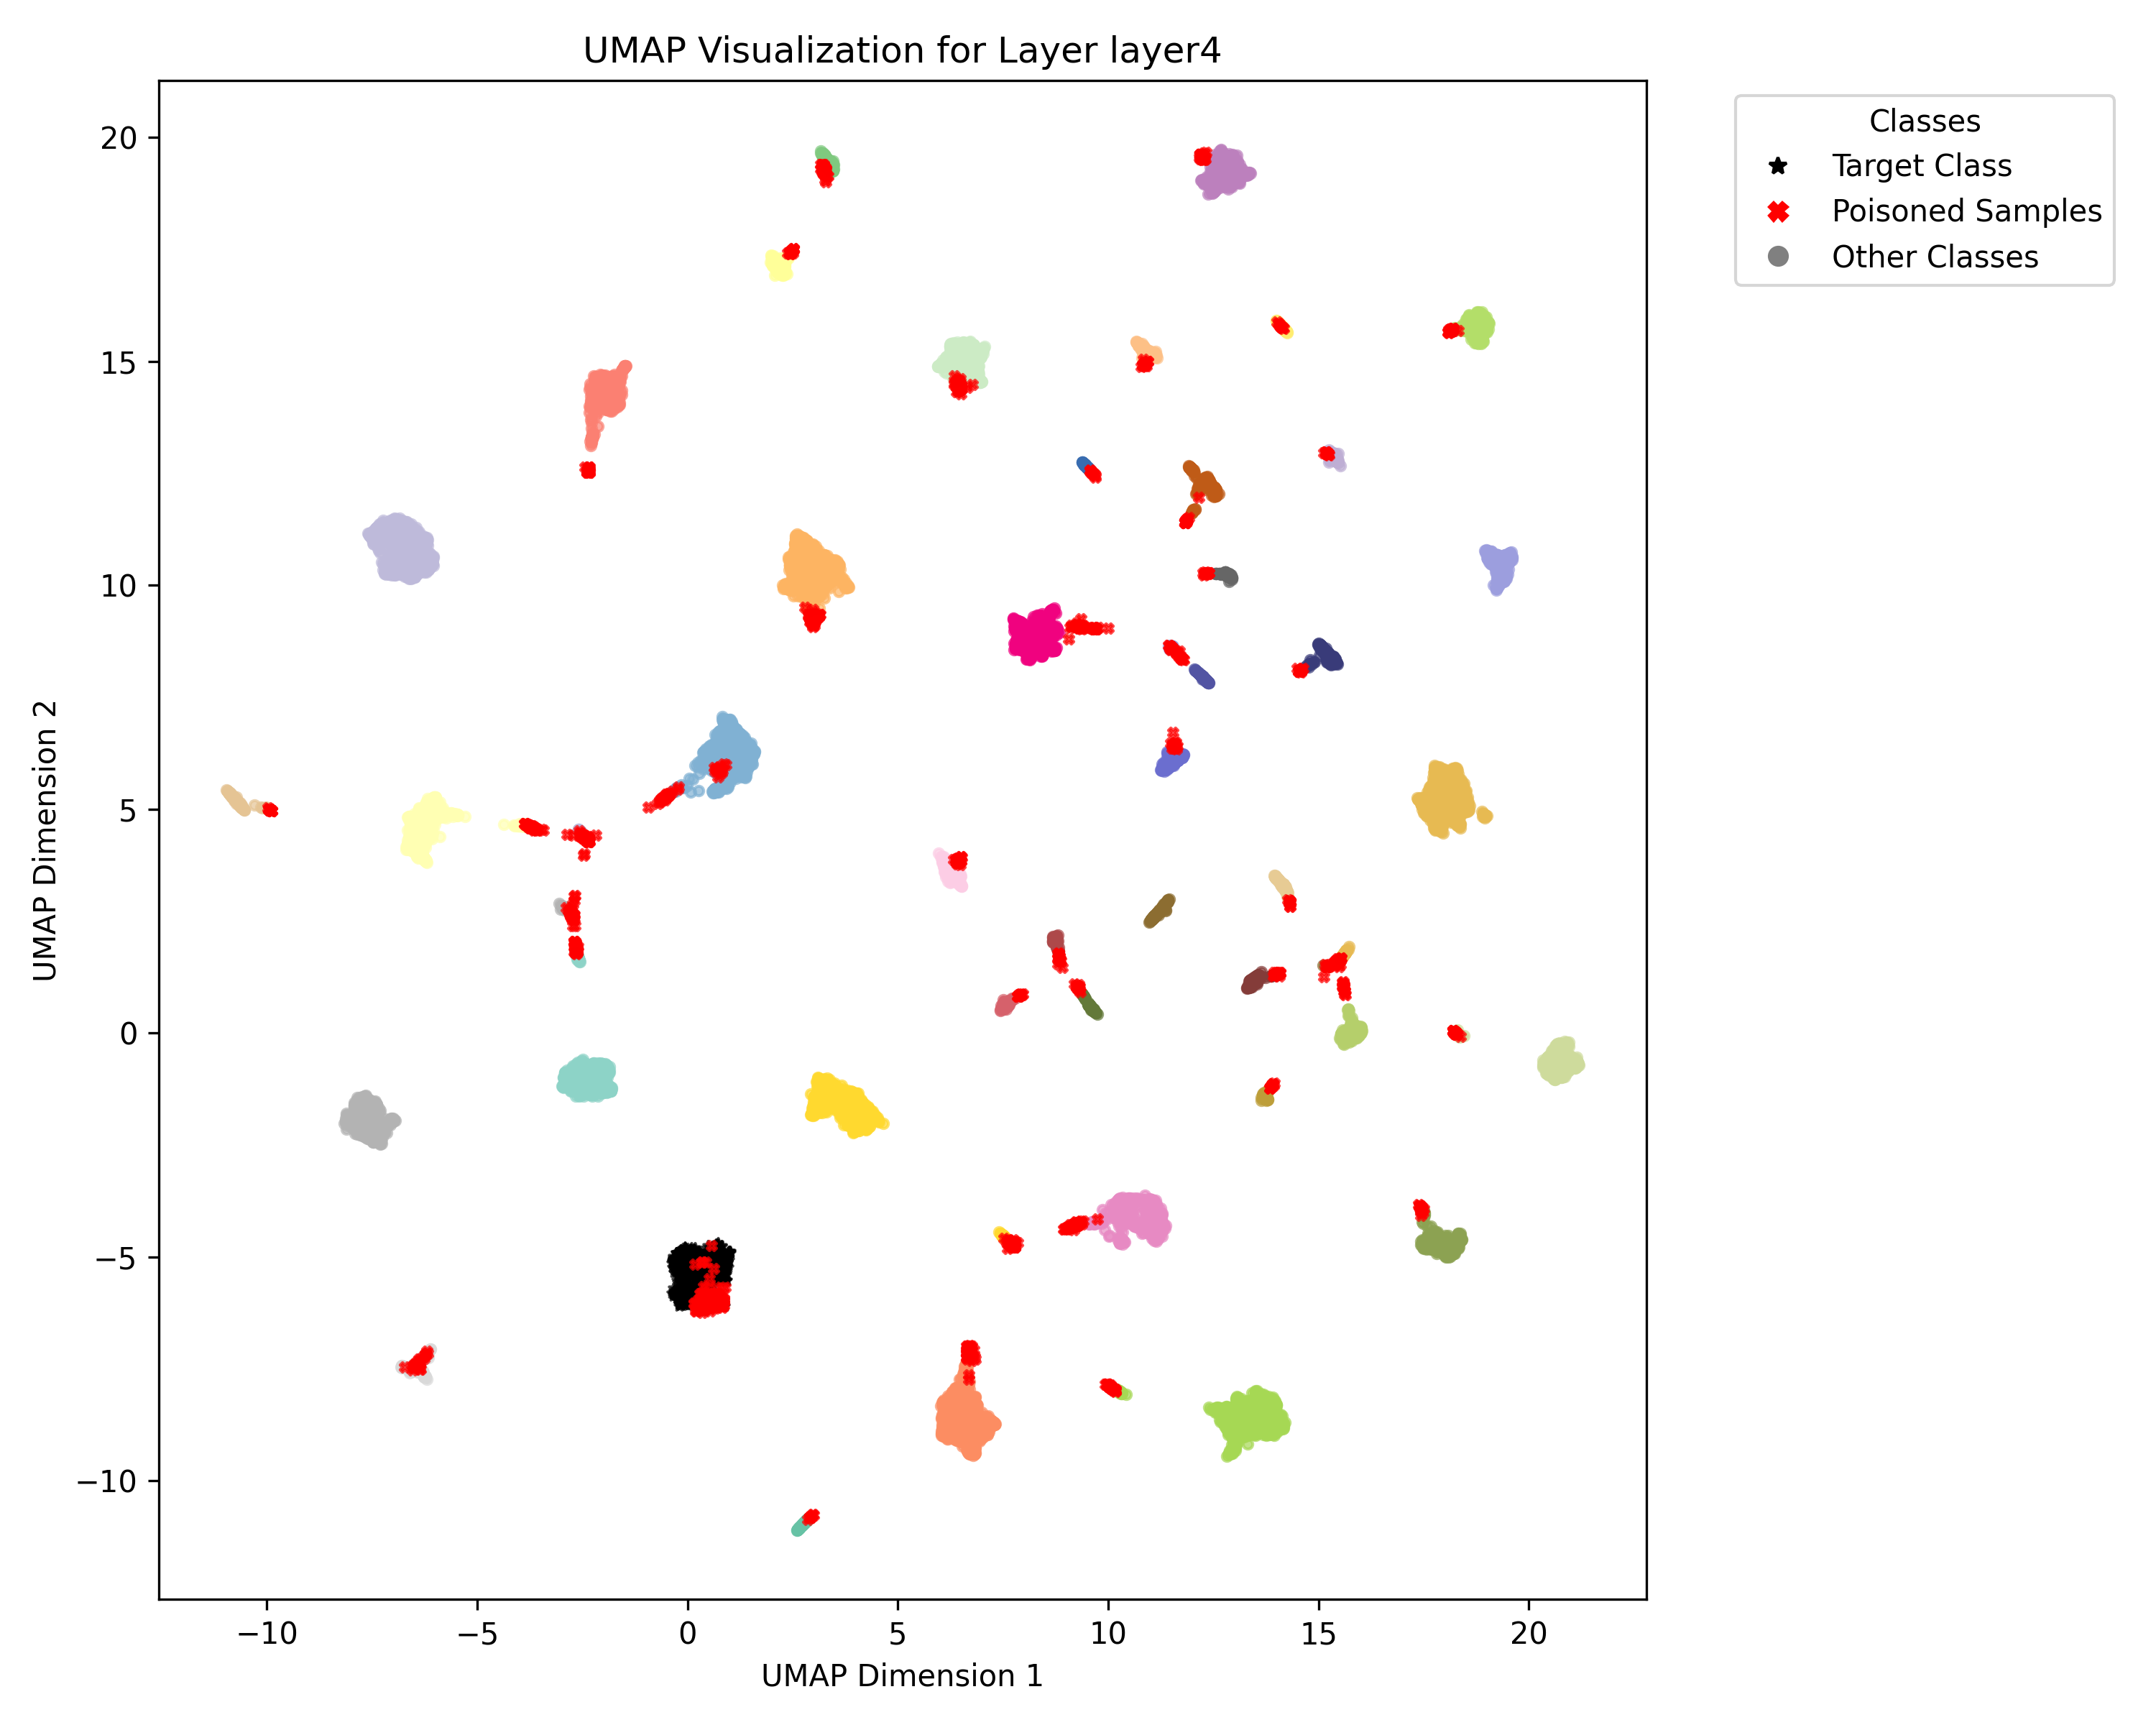 UMAP Visualization for Layer layer4
Classes
Target Class
Poisoned Samples
Other Classes
20
15
10
5
0
−5
−10
UMAP Dimension 2
−10
−5
0
5
10
15
20
UMAP Dimension 1